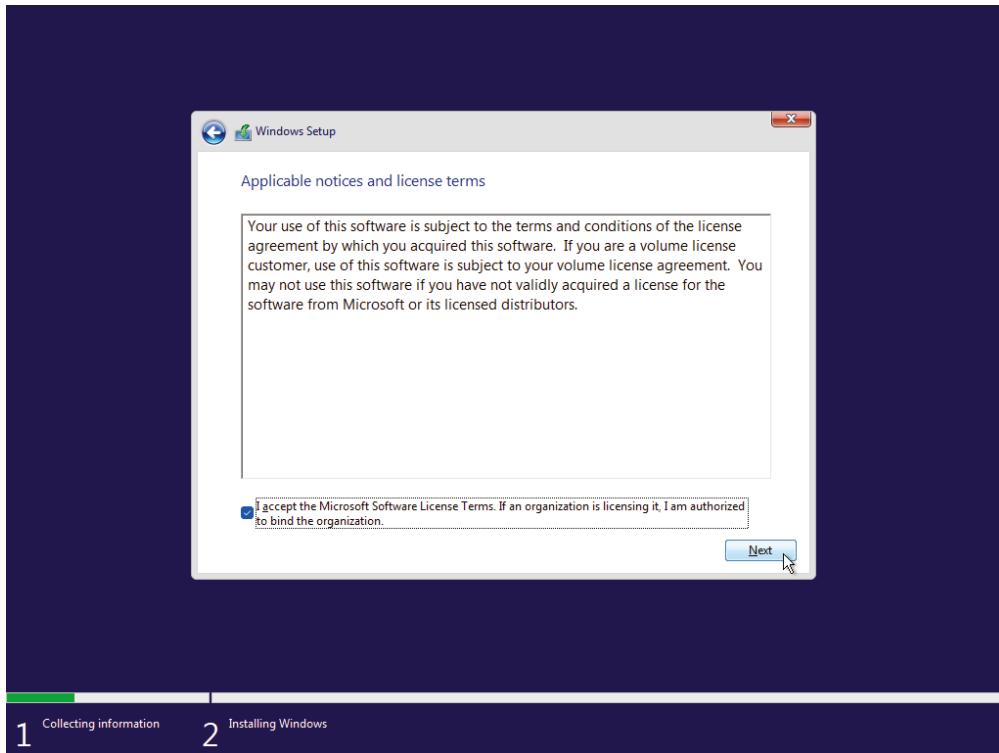 Windows Setup
Applicable notices and license terms
Your use of this software is subject to the terms and conditions of the license
agreement by which you acquired this software.  If you are a volume license
customer, use of this software is subject to your volume license agreement.  You
may not use this software if you have not validly acquired a license for the
software from Microsoft or its licensed distributors.
I accept the Microsoft Software License Terms. If an organization is licensing it, I am authorized
to bind the organization.
Next
1 Collecting information
2 Installing Windows